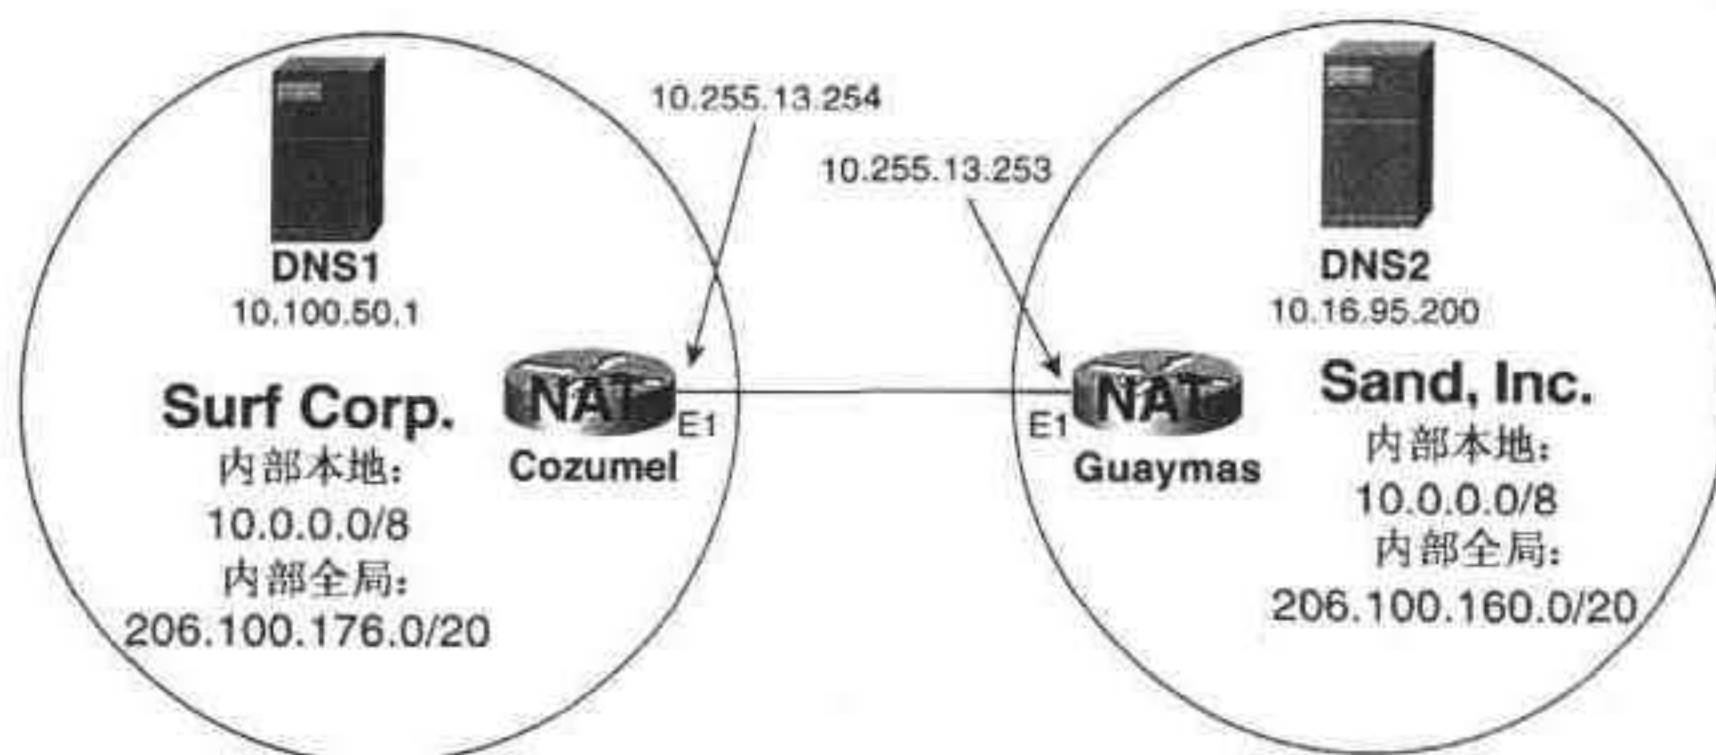 10.255.13.254
10.255.13.253
DNS1
10.100.50.1
NAT
E1
Cozumel
Surf Corp.
内部本地:
10.0.0.0/8
内部全局:
206.100.176.0/20
DNS2
10.16.95.200
NAT
E1
Guaymas
Sand, Inc.
内部本地:
10.0.0.0/8
内部全局:
206.100.160.0/20